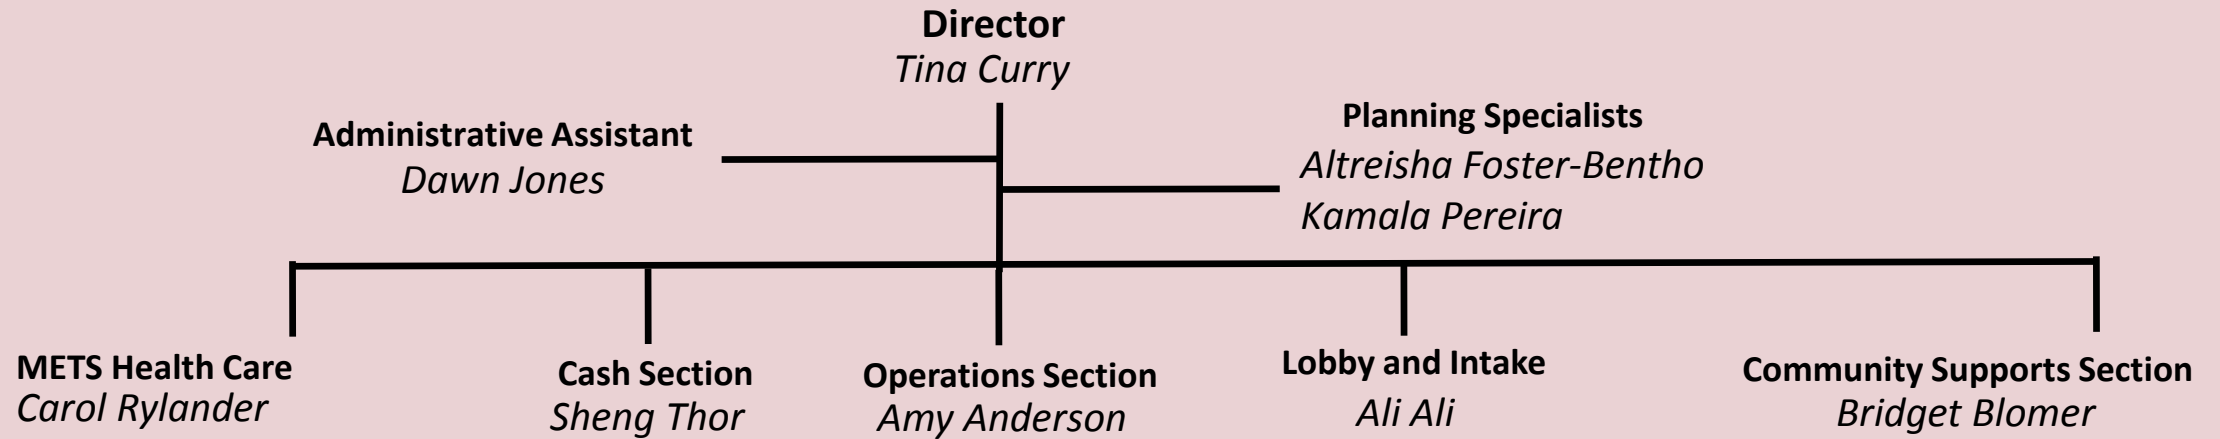 Director
Tina Curry
Administrative Assistant
Dawn Jones
Planning Specialists
Altreisha Foster-Bentho
Kamala Pereira
METS Health Care
Carol Rylander
Cash Section
Sheng Thor
Operations Section
Amy Anderson
Lobby and Intake
Ali Ali
Community Supports Section
Bridget Blomer